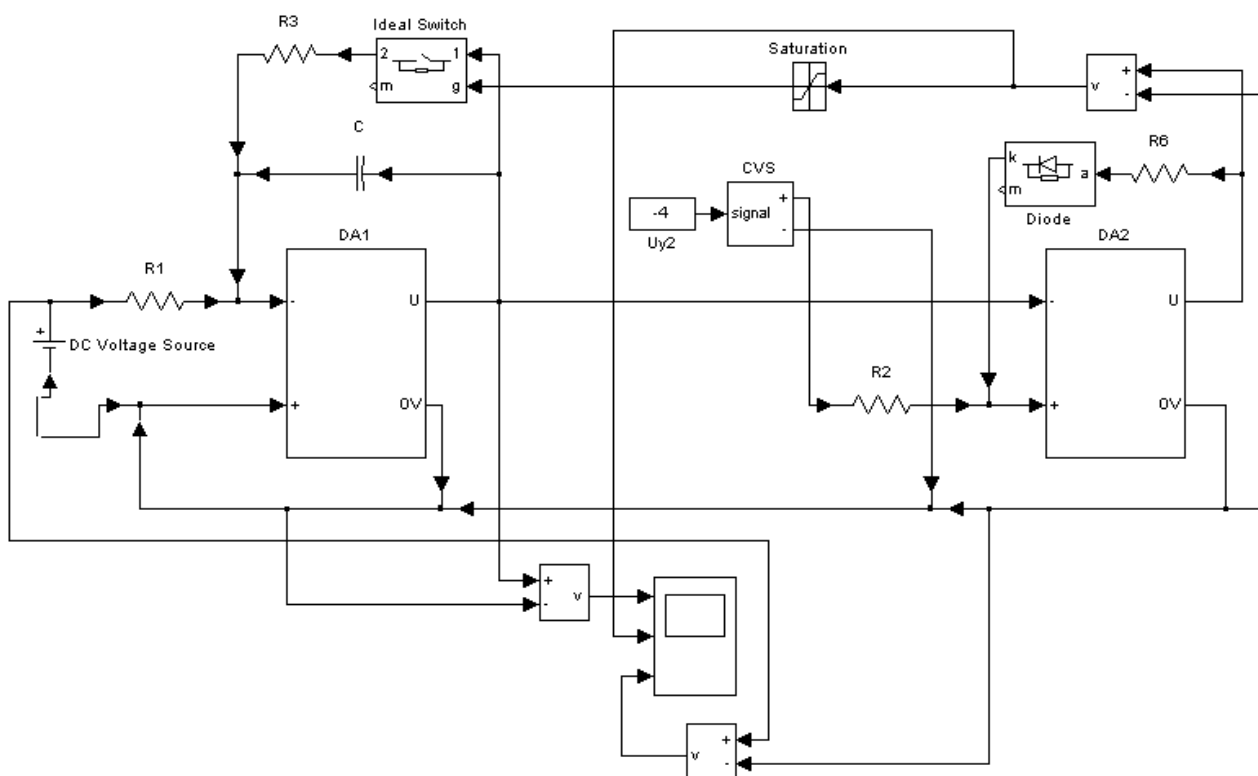 R3
Ideal Switch
2
1
m
g
Saturation
v
+
-
C
CVS
-4
Uy2
signal
+
-
k
a
m
Diode
R6
DA1
DA2
R1
-
U
-
U
+
DC Voltage Source
R2
+
0V
+
0V
+
-
v
v
+
-